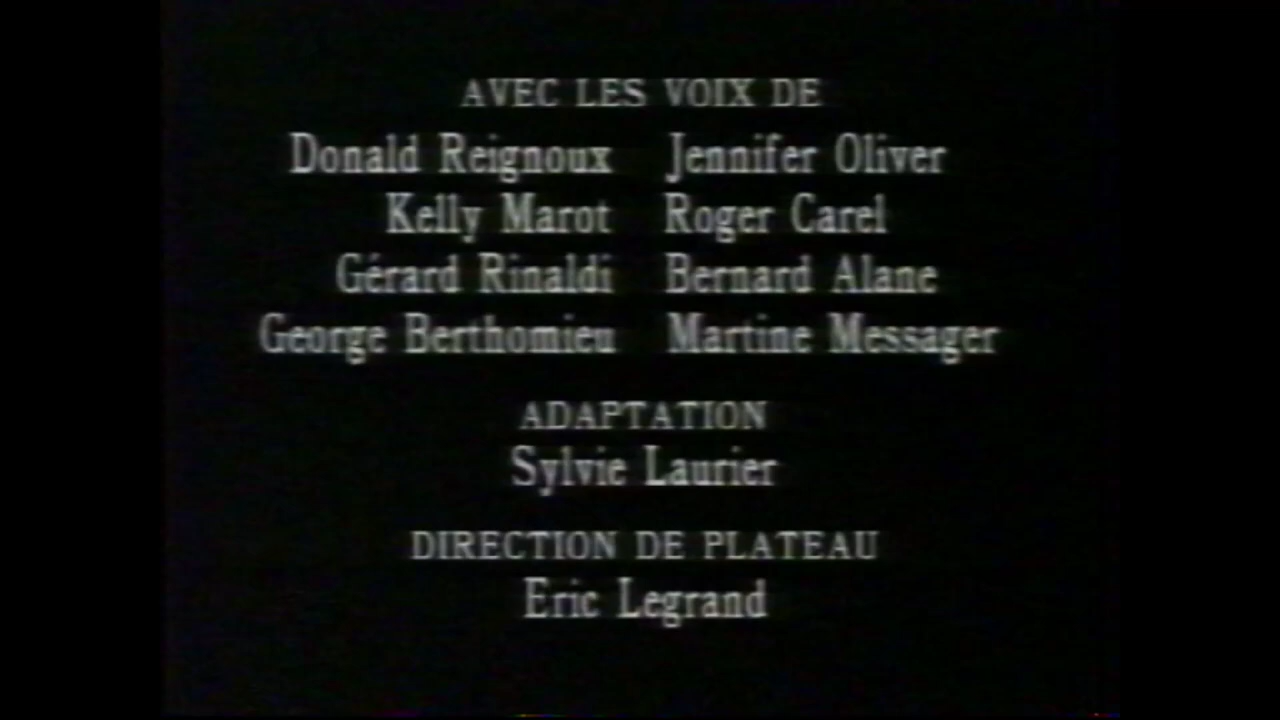 AVEC LES VOIX DE
Donald Reignoux Jennifer Oliver
Kelly Marot Roger Carel
Gérard Rinaldi Bernard Alane
George Berthomieu Martine Messager
ADAPTATION
Sylvie Laurier
DIRECTION DE PLATEAU
Eric Legrand